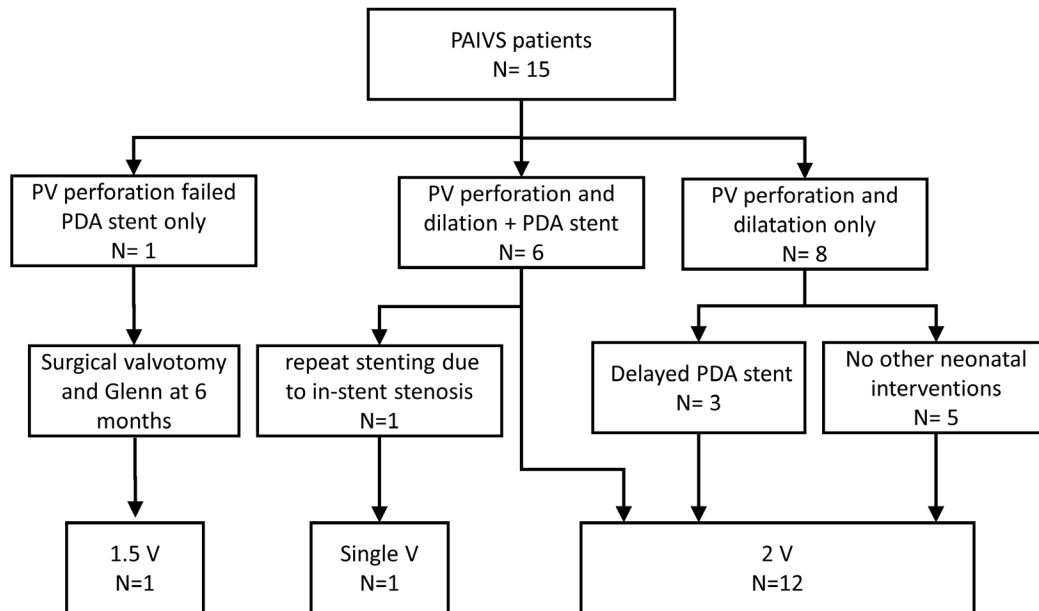 PAIVS patients
N= 15
PV perforation failed
PDA stent only
N= 1
PV perforation and
dilation + PDA stent
N= 6
PV perforation and
dilatation only
N= 8
Surgical valvotomy
and Glenn at 6
months
repeat stenting due
to in-stent stenosis
N=1
Delayed PDA stent
N= 3
No other neonatal
interventions
N= 5
1.5 V
N=1
Single V
N=1
2 V
N=12